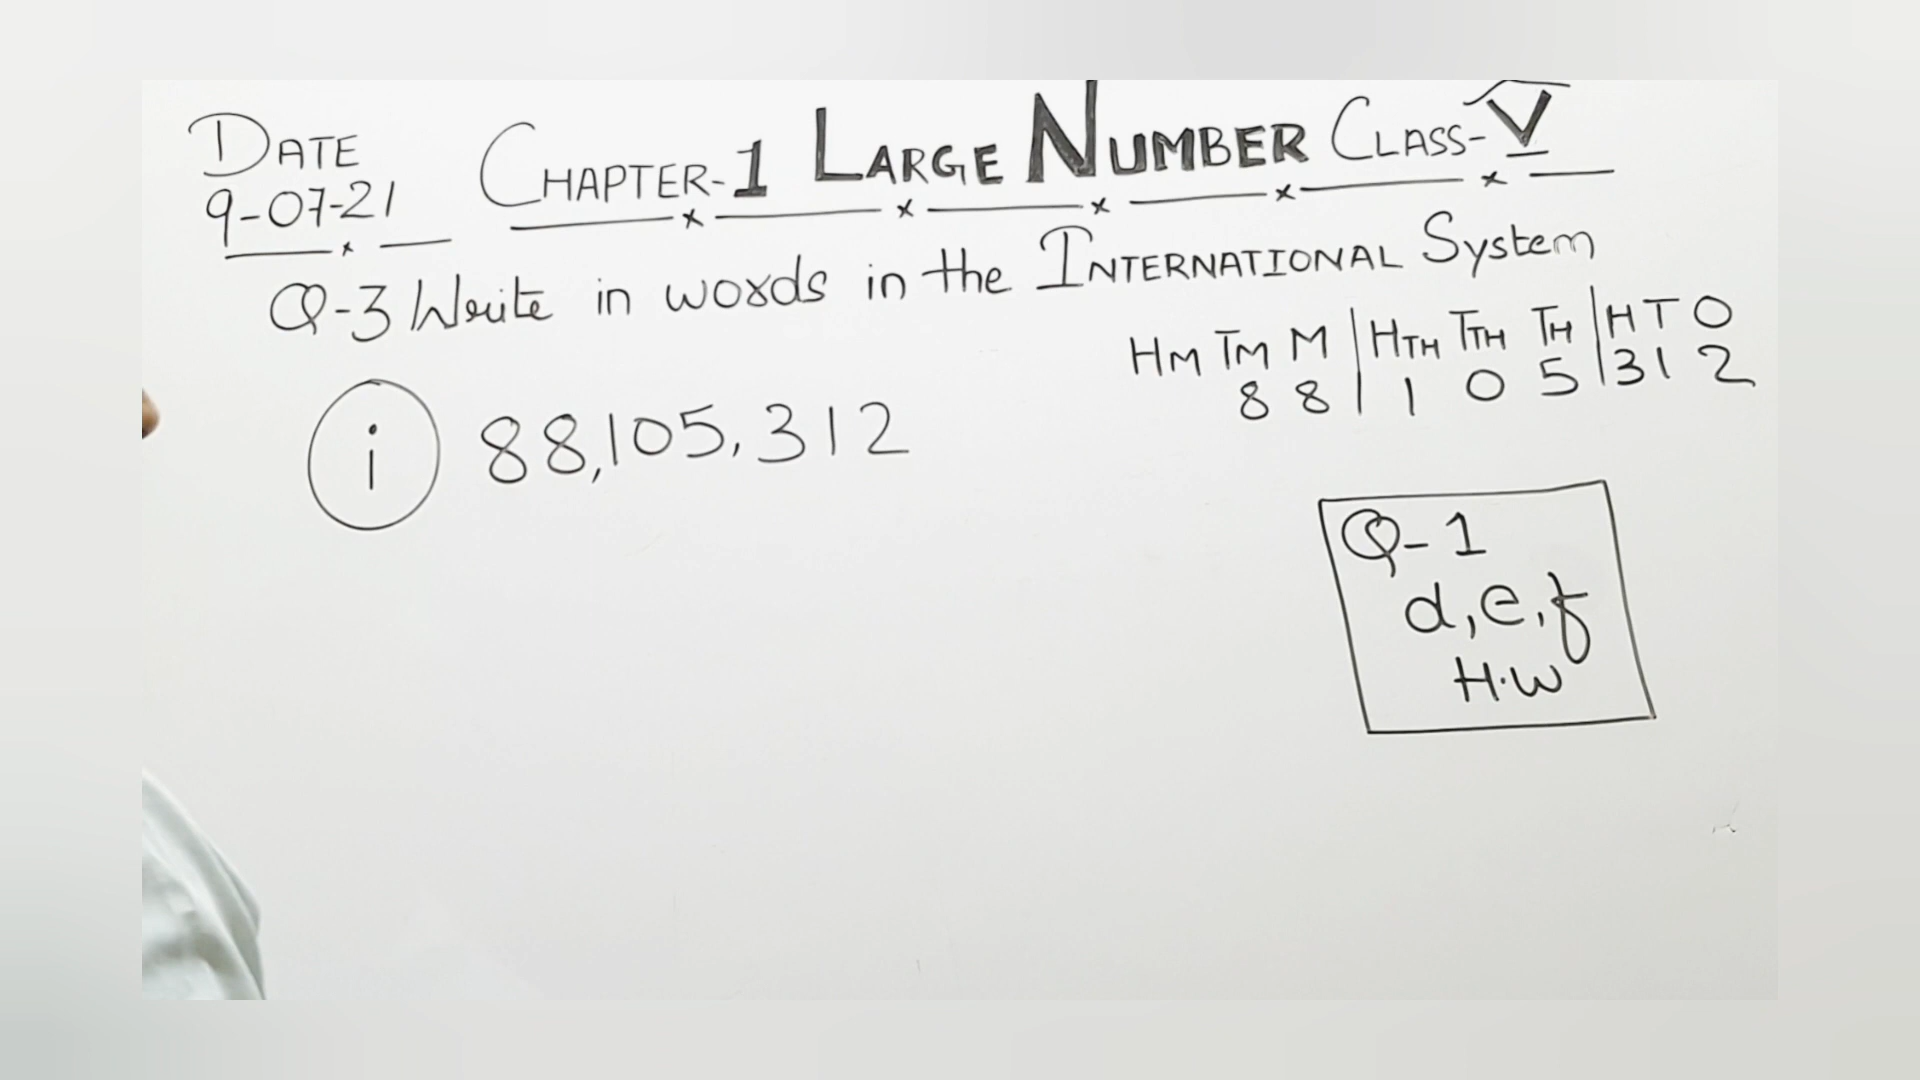 DATE
9-07-21
CHAPTER-1 LARGE NUMBER CLASS-V
Q-3 Write in words in the INTERNATIONAL System
HM TM M | HTH TTH TH | H T O
8 8 | 1 0 5 | 3 1 2
i 88,105,312
Q-1
d,e,f
H.W